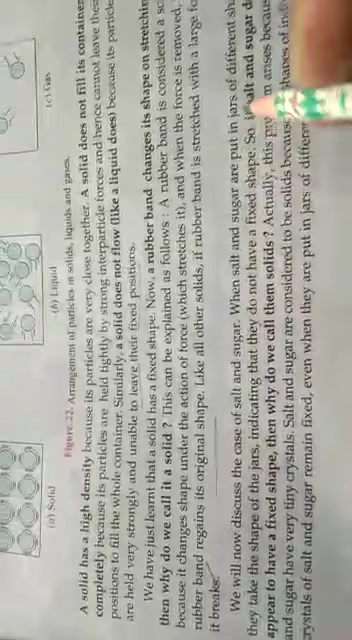 (a) Solid (b) Liquid (c) Gas
Figure 22. Arrangement of particles in solids, liquids and gases.
A solid has a high density because its particles are very close together. A solid does not fill its container
completely because its particles are held tightly by strong interparticle forces and hence cannot leave their
positions to fill the whole container. Similarly, a solid does not flow (like a liquid does) because its particles
are held very strongly and unable to leave their fixed positions.
We have just learnt that a solid has a fixed shape. Now, a rubber band changes its shape on stretching
then why do we call it a solid ? This can be explained as follows : A rubber band is considered a
because it changes shape under the action of force (which stretches it), and when the force is removed,
rubber band regains its original shape. Like all other solids, if rubber band is stretched with a large
it breaks.
We will now discuss the case of salt and sugar. When salt and sugar are put in jars of different
they take the shape of the jars, indicating that they do not have a fixed shape. So salt and sugar
appear to have a fixed shape, then why do we call them solids ? Actually, this arises
and sugar have very tiny crystals. Salt and sugar are considered to be solids because shapes of
crystals of salt and sugar remain fixed, even when they are put in jars of